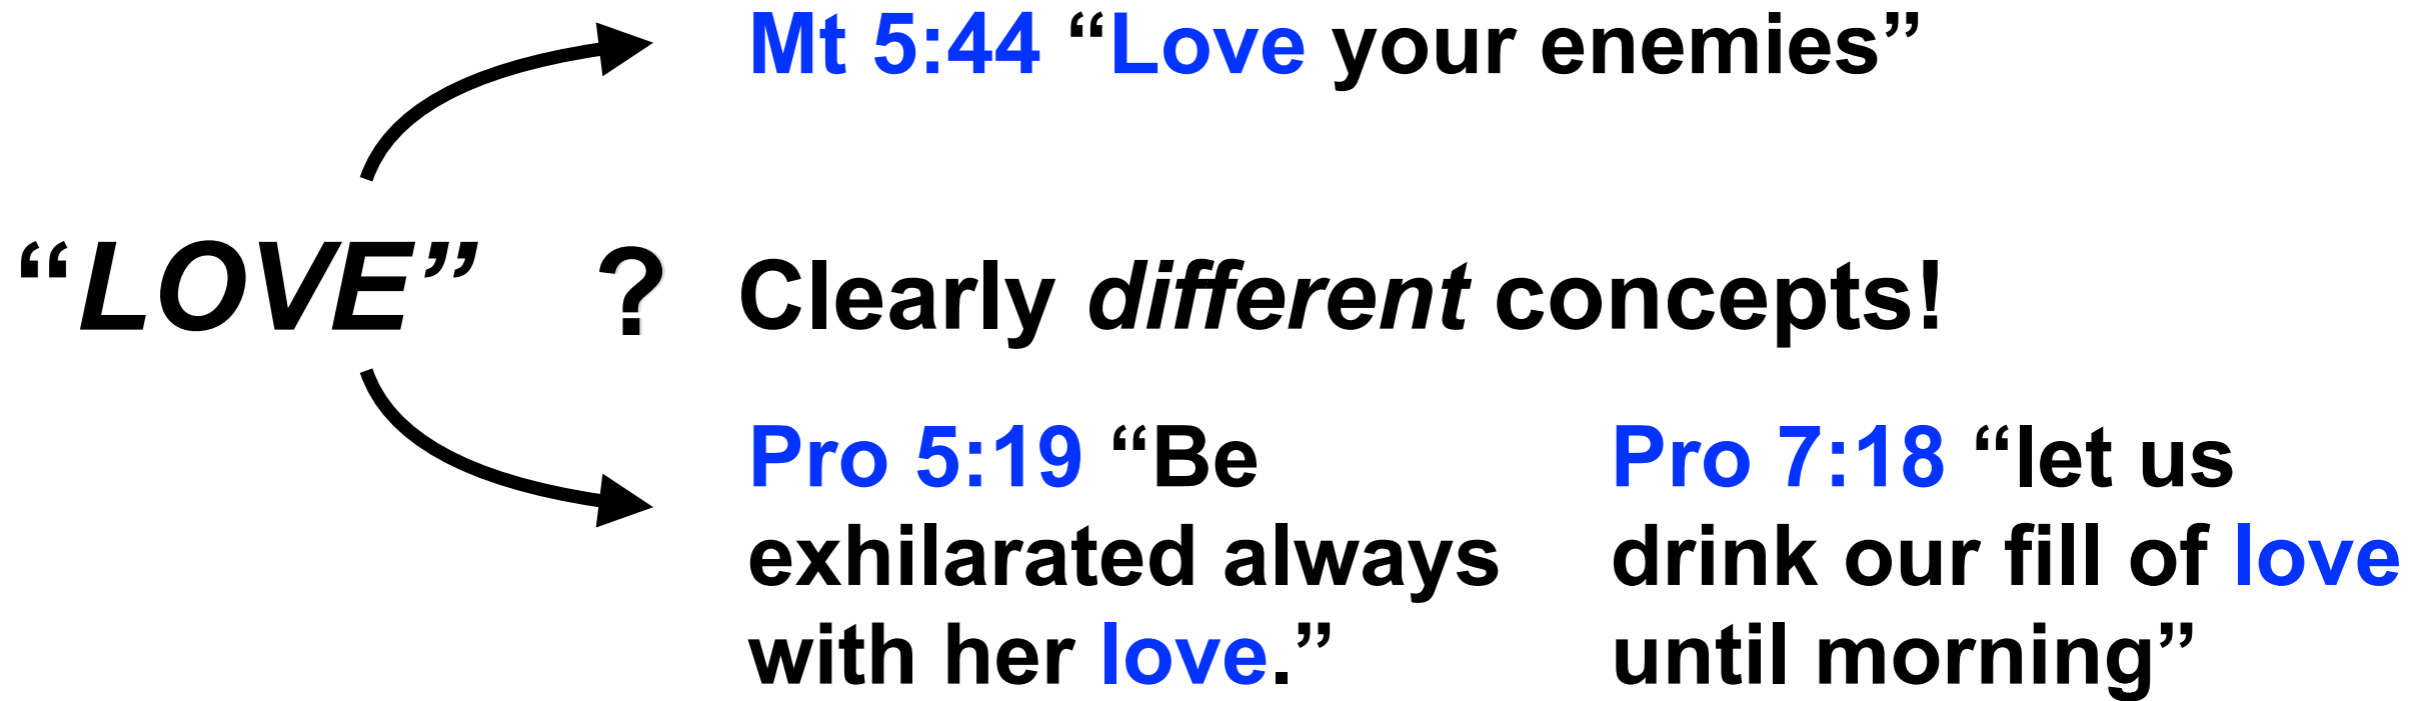 Mt 5:44 “Love your enemies”
“LOVE” ? Clearly different concepts!
Pro 5:19 “Be
exhilarated always
with her love.”
Pro 7:18 “let us
drink our fill of love
until morning”